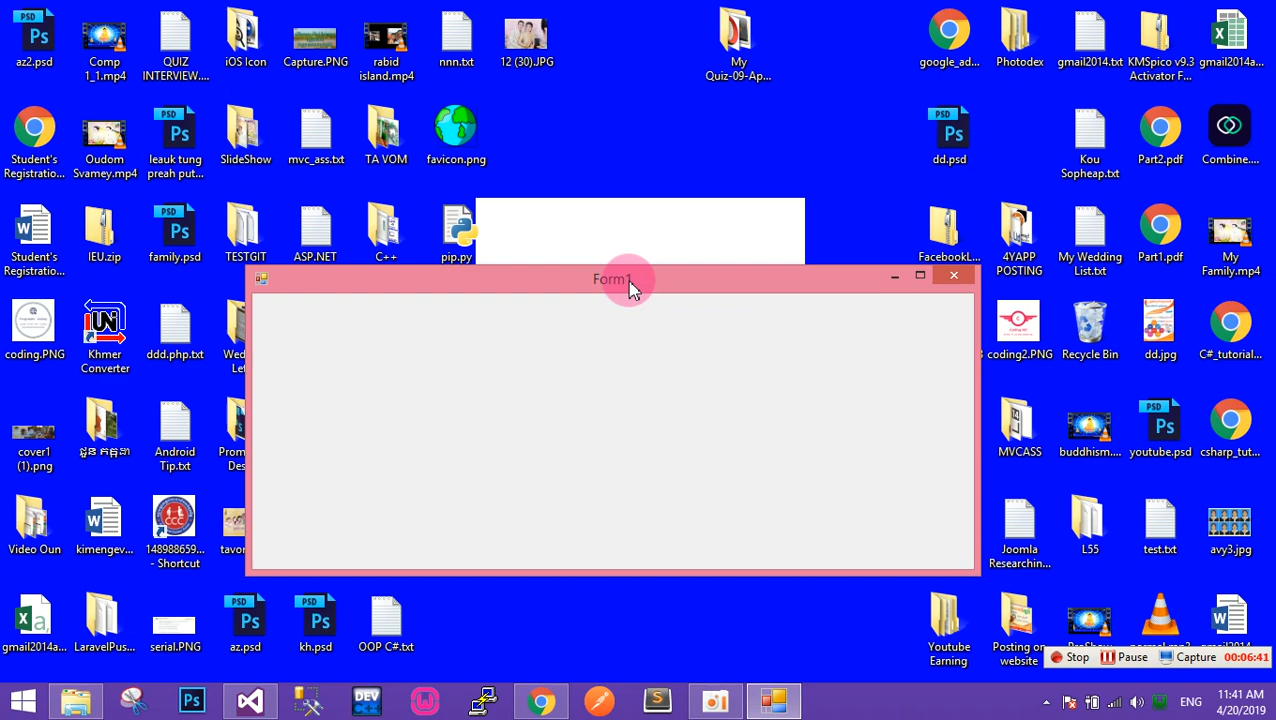 az2.psd
Comp
1_1.mp4
QUIZ
INTERVIEW....
iOS Icon
Capture.PNG
rabid
island.mp4
nnn.txt
12 (30).JPG
My
Quiz-09-Ap...
google_ad...
Photodex
gmail2014.txt
KMSpico v9.3
Activator F...
gmail2014a...
Student's
Registratio...
Oudom
Svamey.mp4
leauk tung
preah put...
SlideShow
mvc_ass.txt
TA VOM
favicon.png
dd.psd
Kou
Sopheap.txt
Part2.pdf
Combine....
Student's
Registratio...
IEU.zip
family.psd
TESTGIT
ASP.NET
C++
pip.py
FacebookL...
4YAPP
POSTING
My Wedding
List.txt
Part1.pdf
My
Family.mp4
Form1
coding.PNG
Khmer
Converter
ddd.php.txt
Wed
Let
coding2.PNG
Recycle Bin
dd.jpg
C#_tutorial...
cover1
(1).png
Android
Tip.txt
Prom
Des
MVCASS
buddhism....
youtube.psd
csharp_tut...
Video Oun
kimengev...
148988659...
- Shortcut
tavor
Joomla
Researchin...
L55
test.txt
avy3.jpg
gmail2014a...
LaravelPus...
serial.PNG
az.psd
kh.psd
OOP C#.txt
Youtube
Earning
Posting on
website
Stop
Pause
Capture
00:06:41
ENG
11:41 AM
4/20/2019